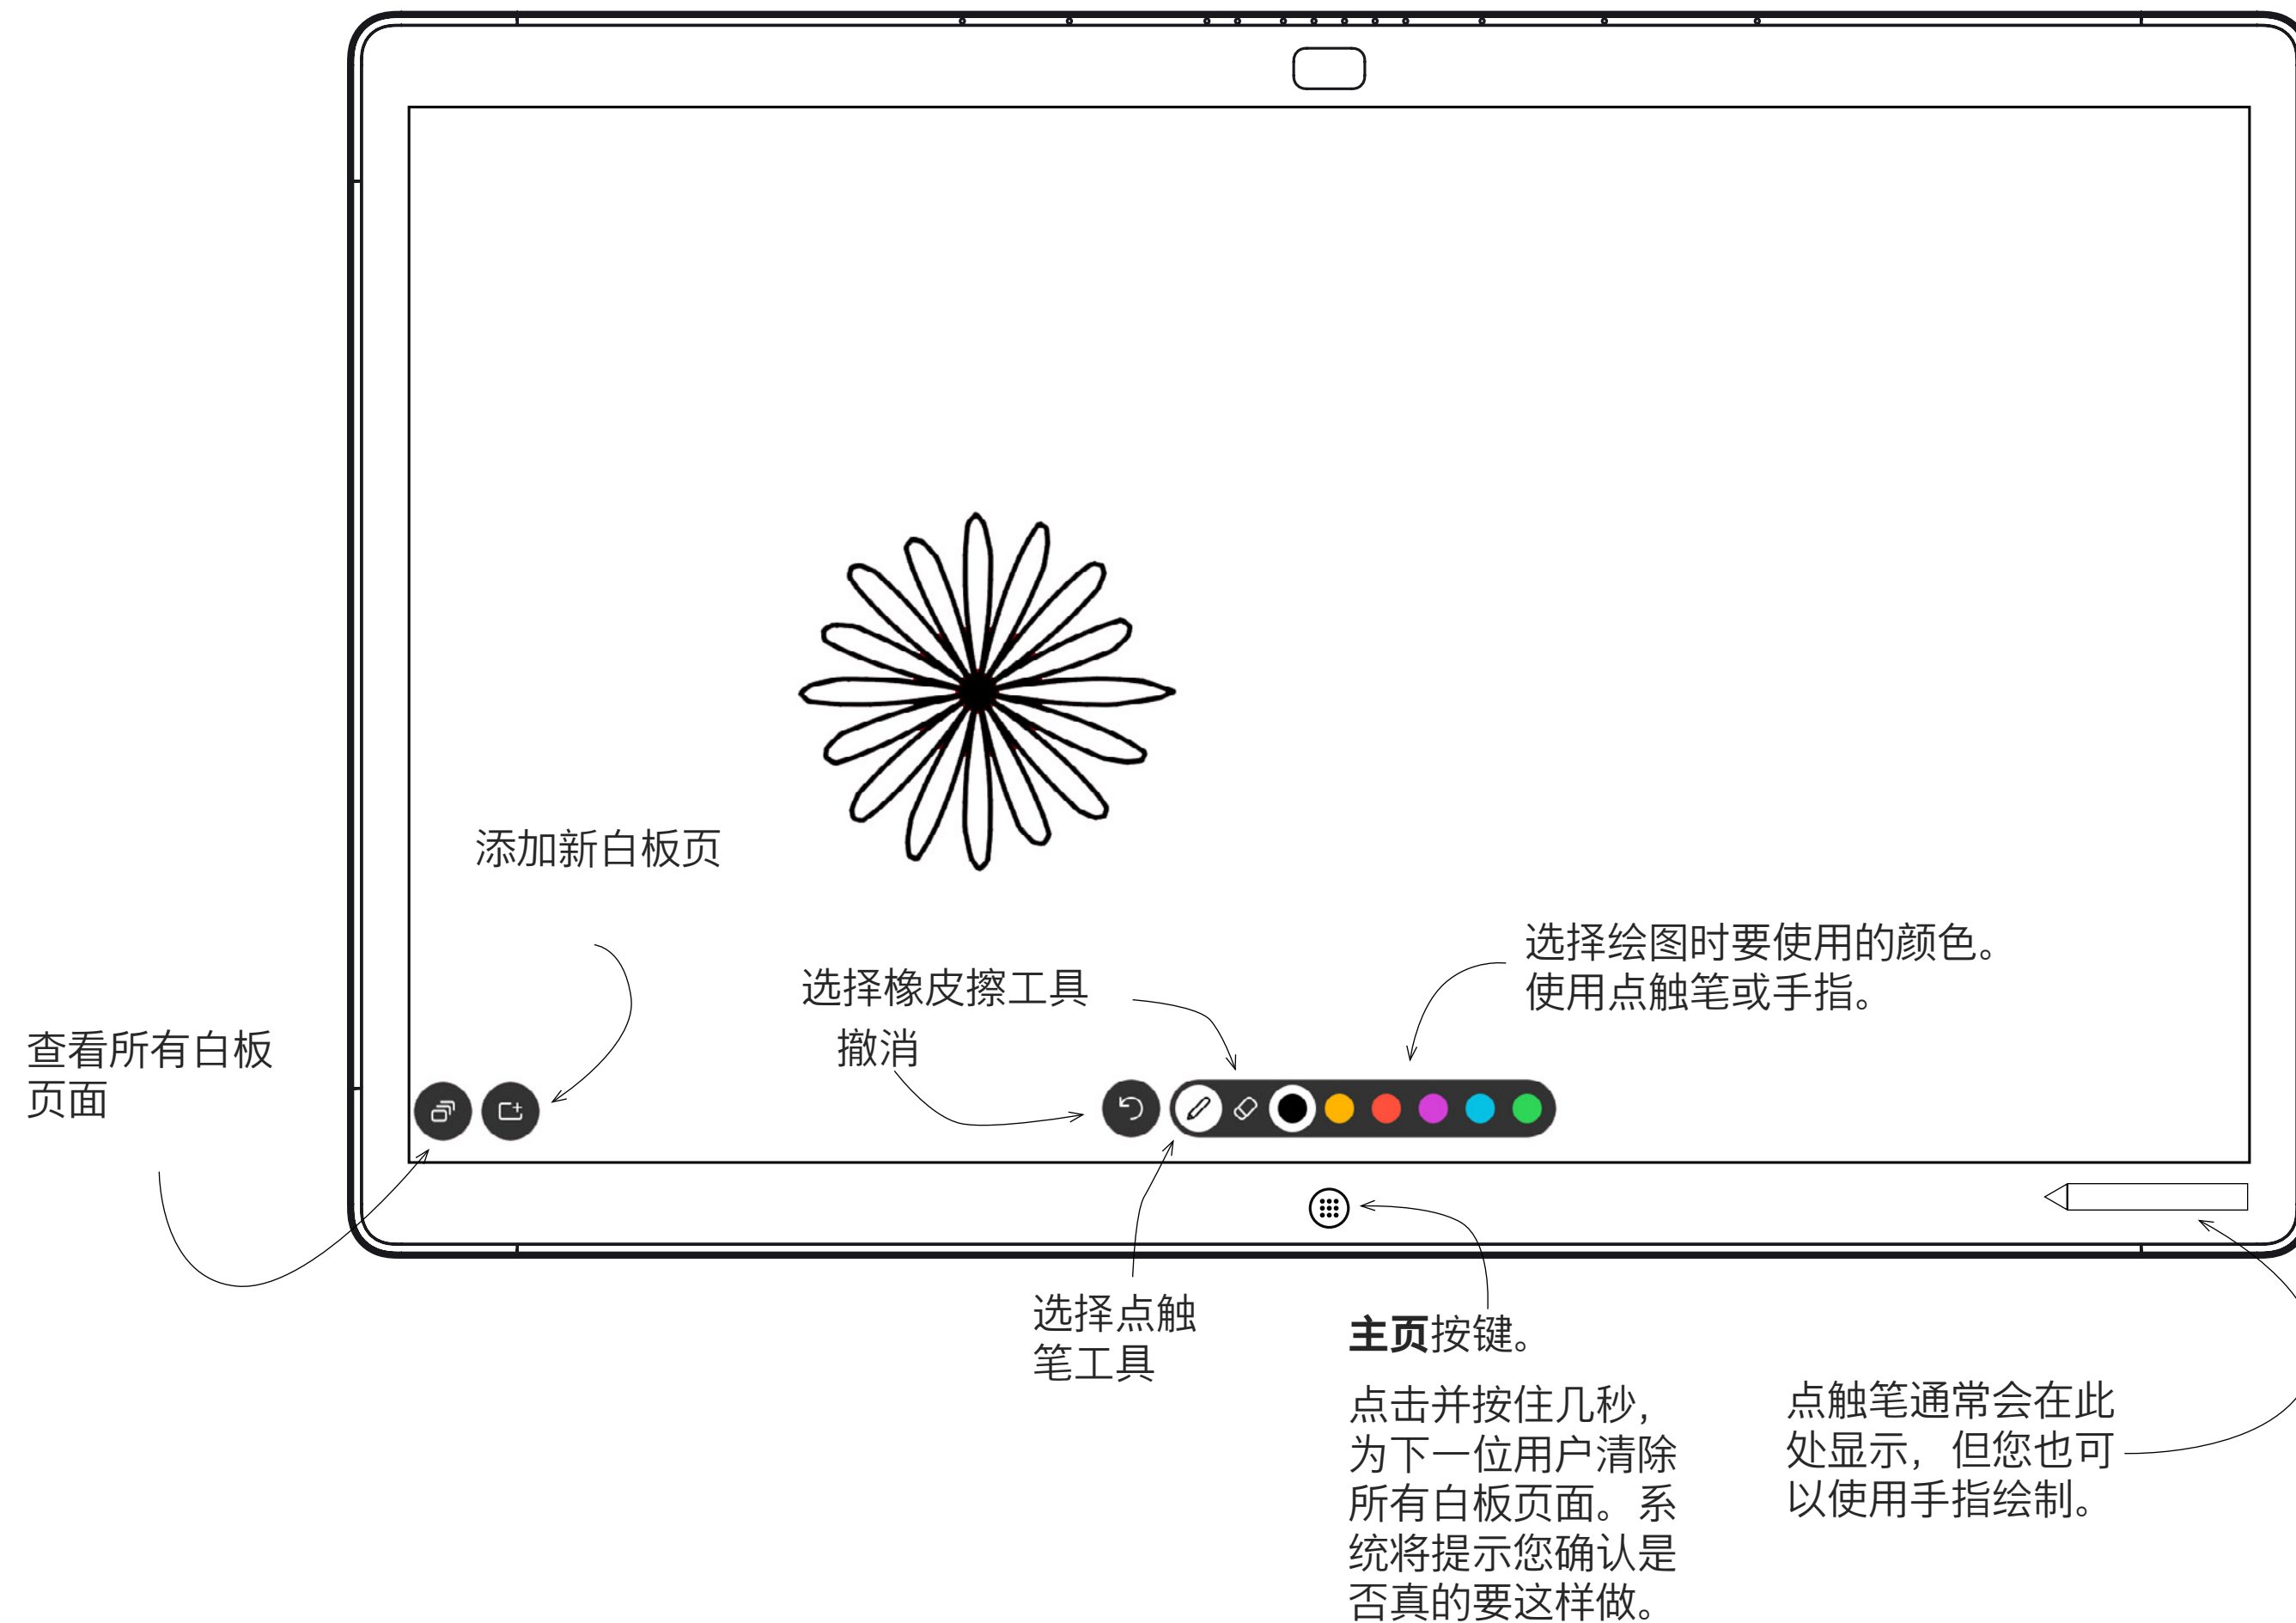 添加新白板页
选择绘图时要使用的颜色。
使用点触笔或手指。
选择橡皮擦工具
撤消
查看所有白板
页面
选择点触
笔工具
主页按键。
点击并按住几秒，
为下一位用户清除
所有白板页面。系
统将提示您确认是
否真的要这样做。
点触笔通常会在此
处显示，但您也可
以使用手指绘制。